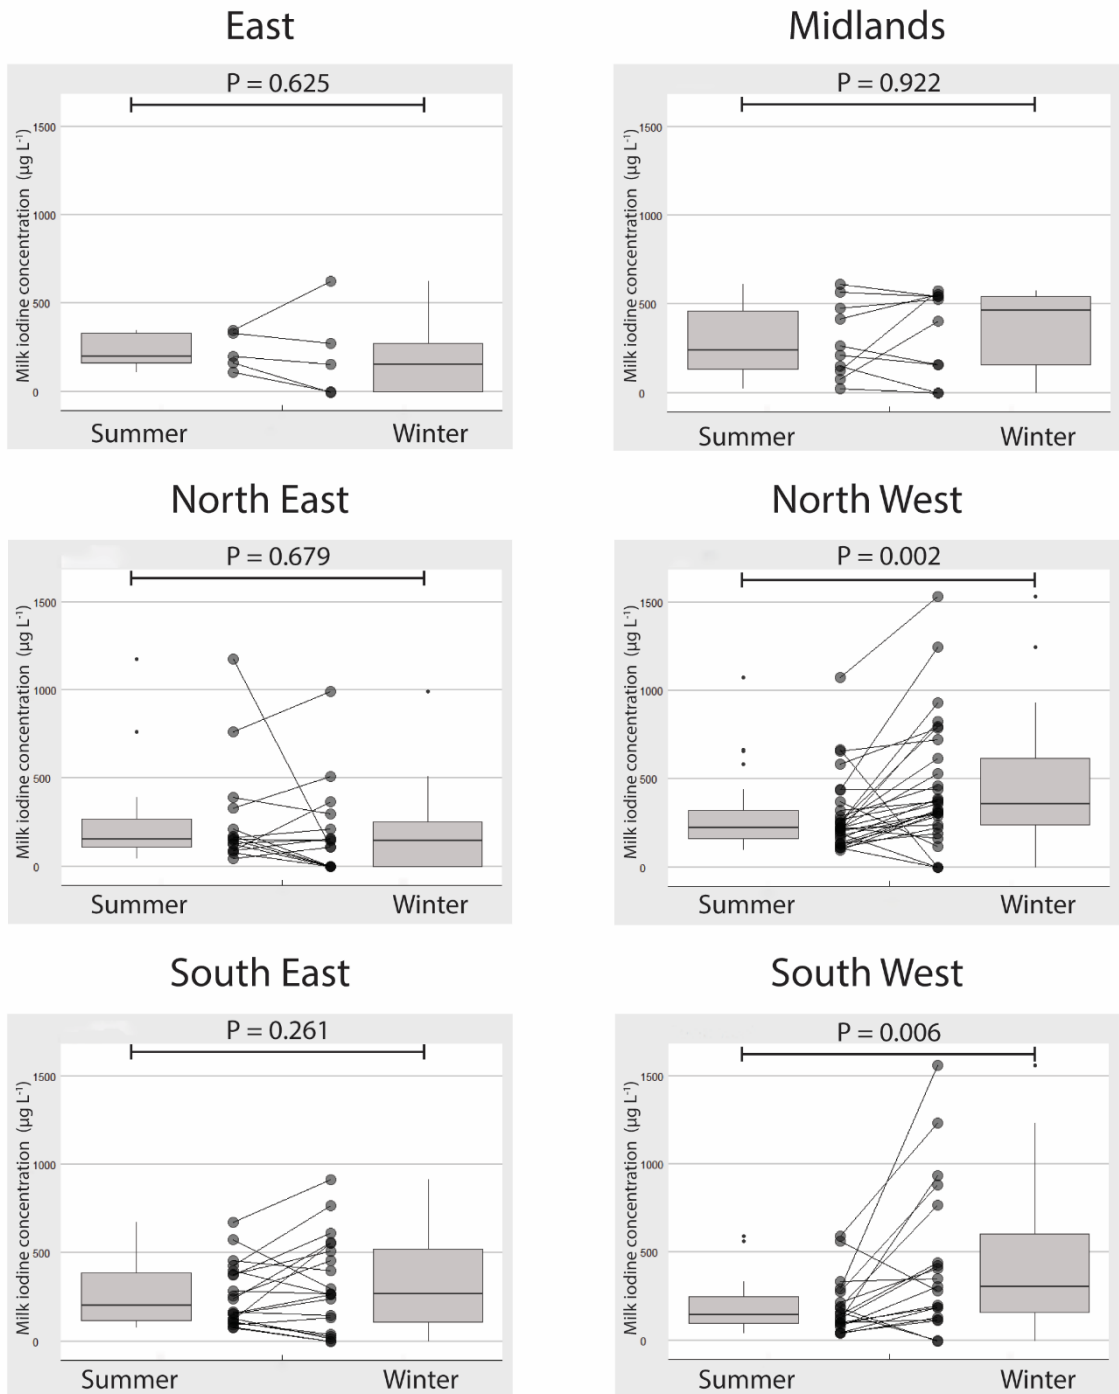 East
P = 0.625
Milk iodine concentration (µg L⁻¹)
1500
1000
500
0
Summer
Winter
Midlands
P = 0.922
Milk iodine concentration (µg L⁻¹)
1500
1000
500
0
Summer
Winter
North East
P = 0.679
Milk iodine concentration (µg L⁻¹)
1500
1000
500
0
Summer
Winter
North West
P = 0.002
Milk iodine concentration (µg L⁻¹)
1500
1000
500
0
Summer
Winter
South East
P = 0.261
Milk iodine concentration (µg L⁻¹)
1500
1000
500
0
Summer
Winter
South West
P = 0.006
Milk iodine concentration (µg L⁻¹)
1500
1000
500
0
Summer
Winter